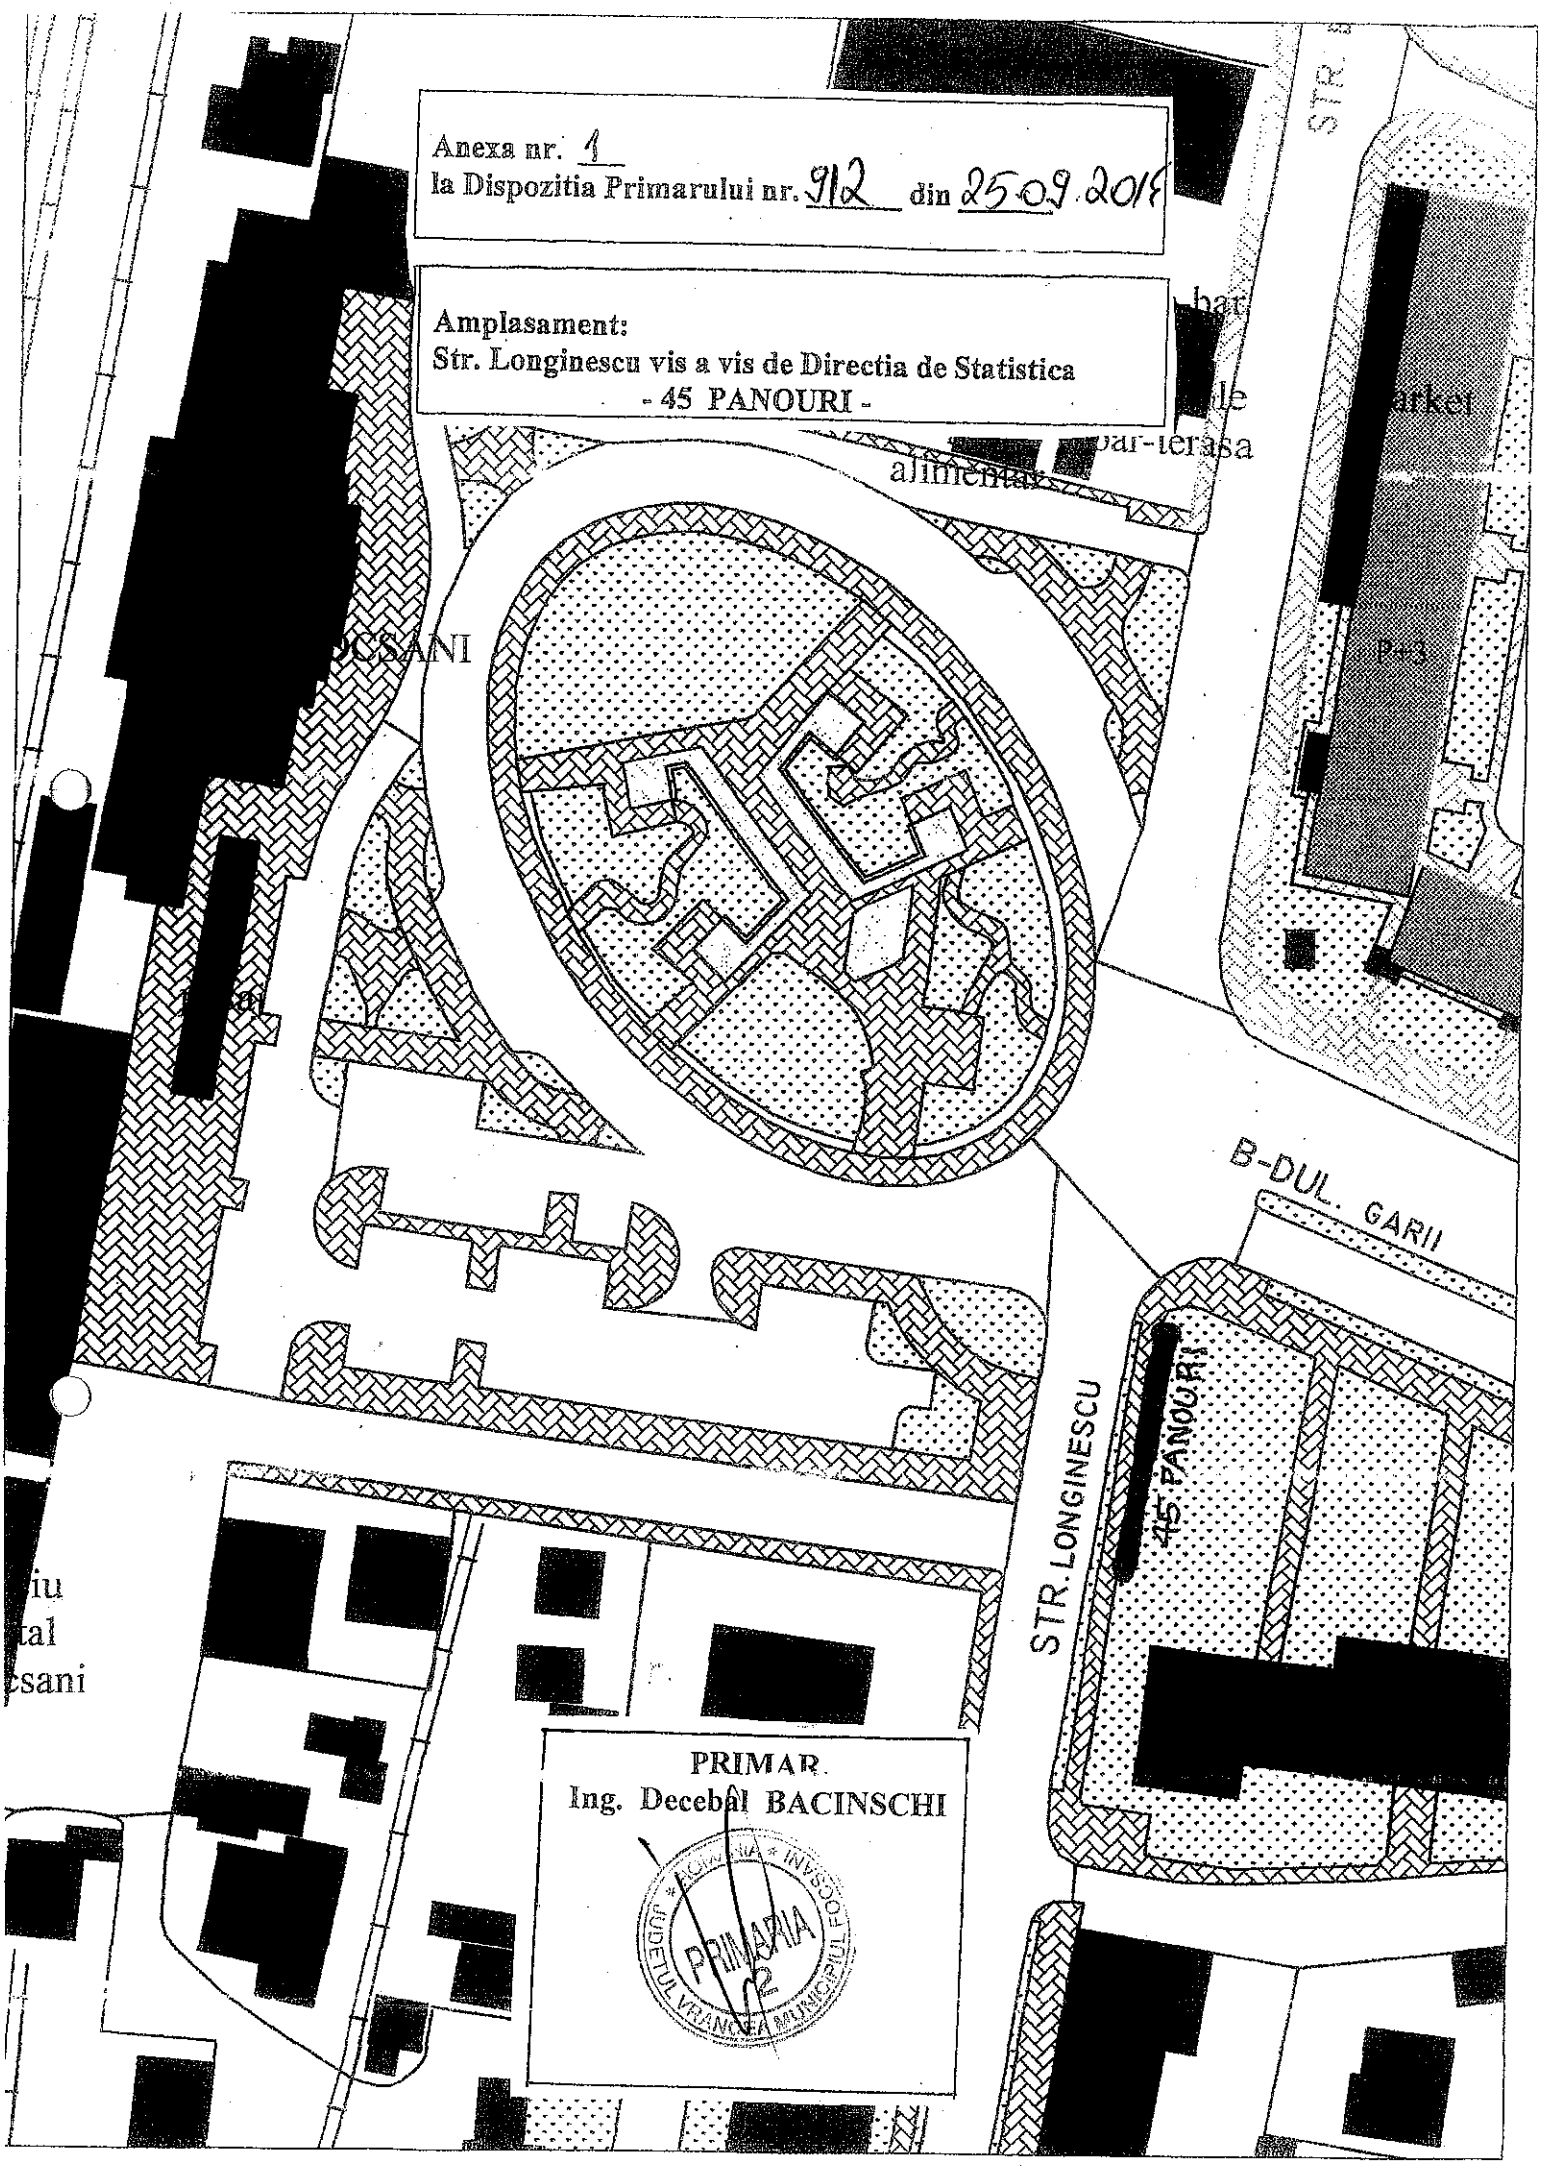 STR.
Anexa nr. 1
la Dispozitia Primarului nr. 912 din 25.09.201
Amplasament:
Str. Longinescu vis a vis de Directia de Statistica
- 45 PANOURI -
bar
le
arket
bar-terasa
alimentar
OCSANI
P+3
B-DUL. GARII
STR. LONGINESCU
45 PANOURI
iu
tal
csani
PRIMAR.
Ing. Decebal BACINSCHI
ROMANIA * MUNICIPIUL FOCSANI
JUDETUL VRANCEA *
PRIMARIA
2